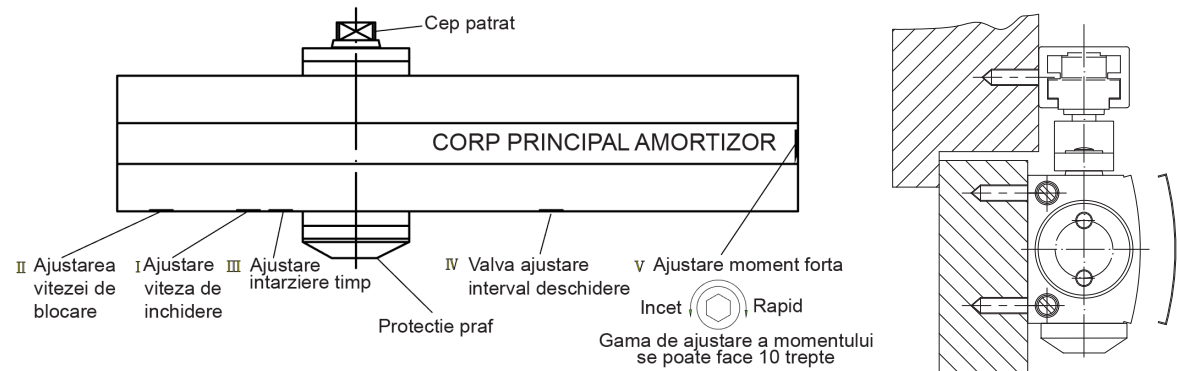 Cep patrat
CORP PRINCIPAL AMORTIZOR
II Ajustarea
vitezei de
blocare
I Ajustare
viteza de
inchidere
III Ajustare
intarziere timp
IV Valva ajustare
interval deschidere
V Ajustare moment forta
Incet
Rapid
Protectie praf
Gama de ajustare a momentului
se poate face 10 trepte